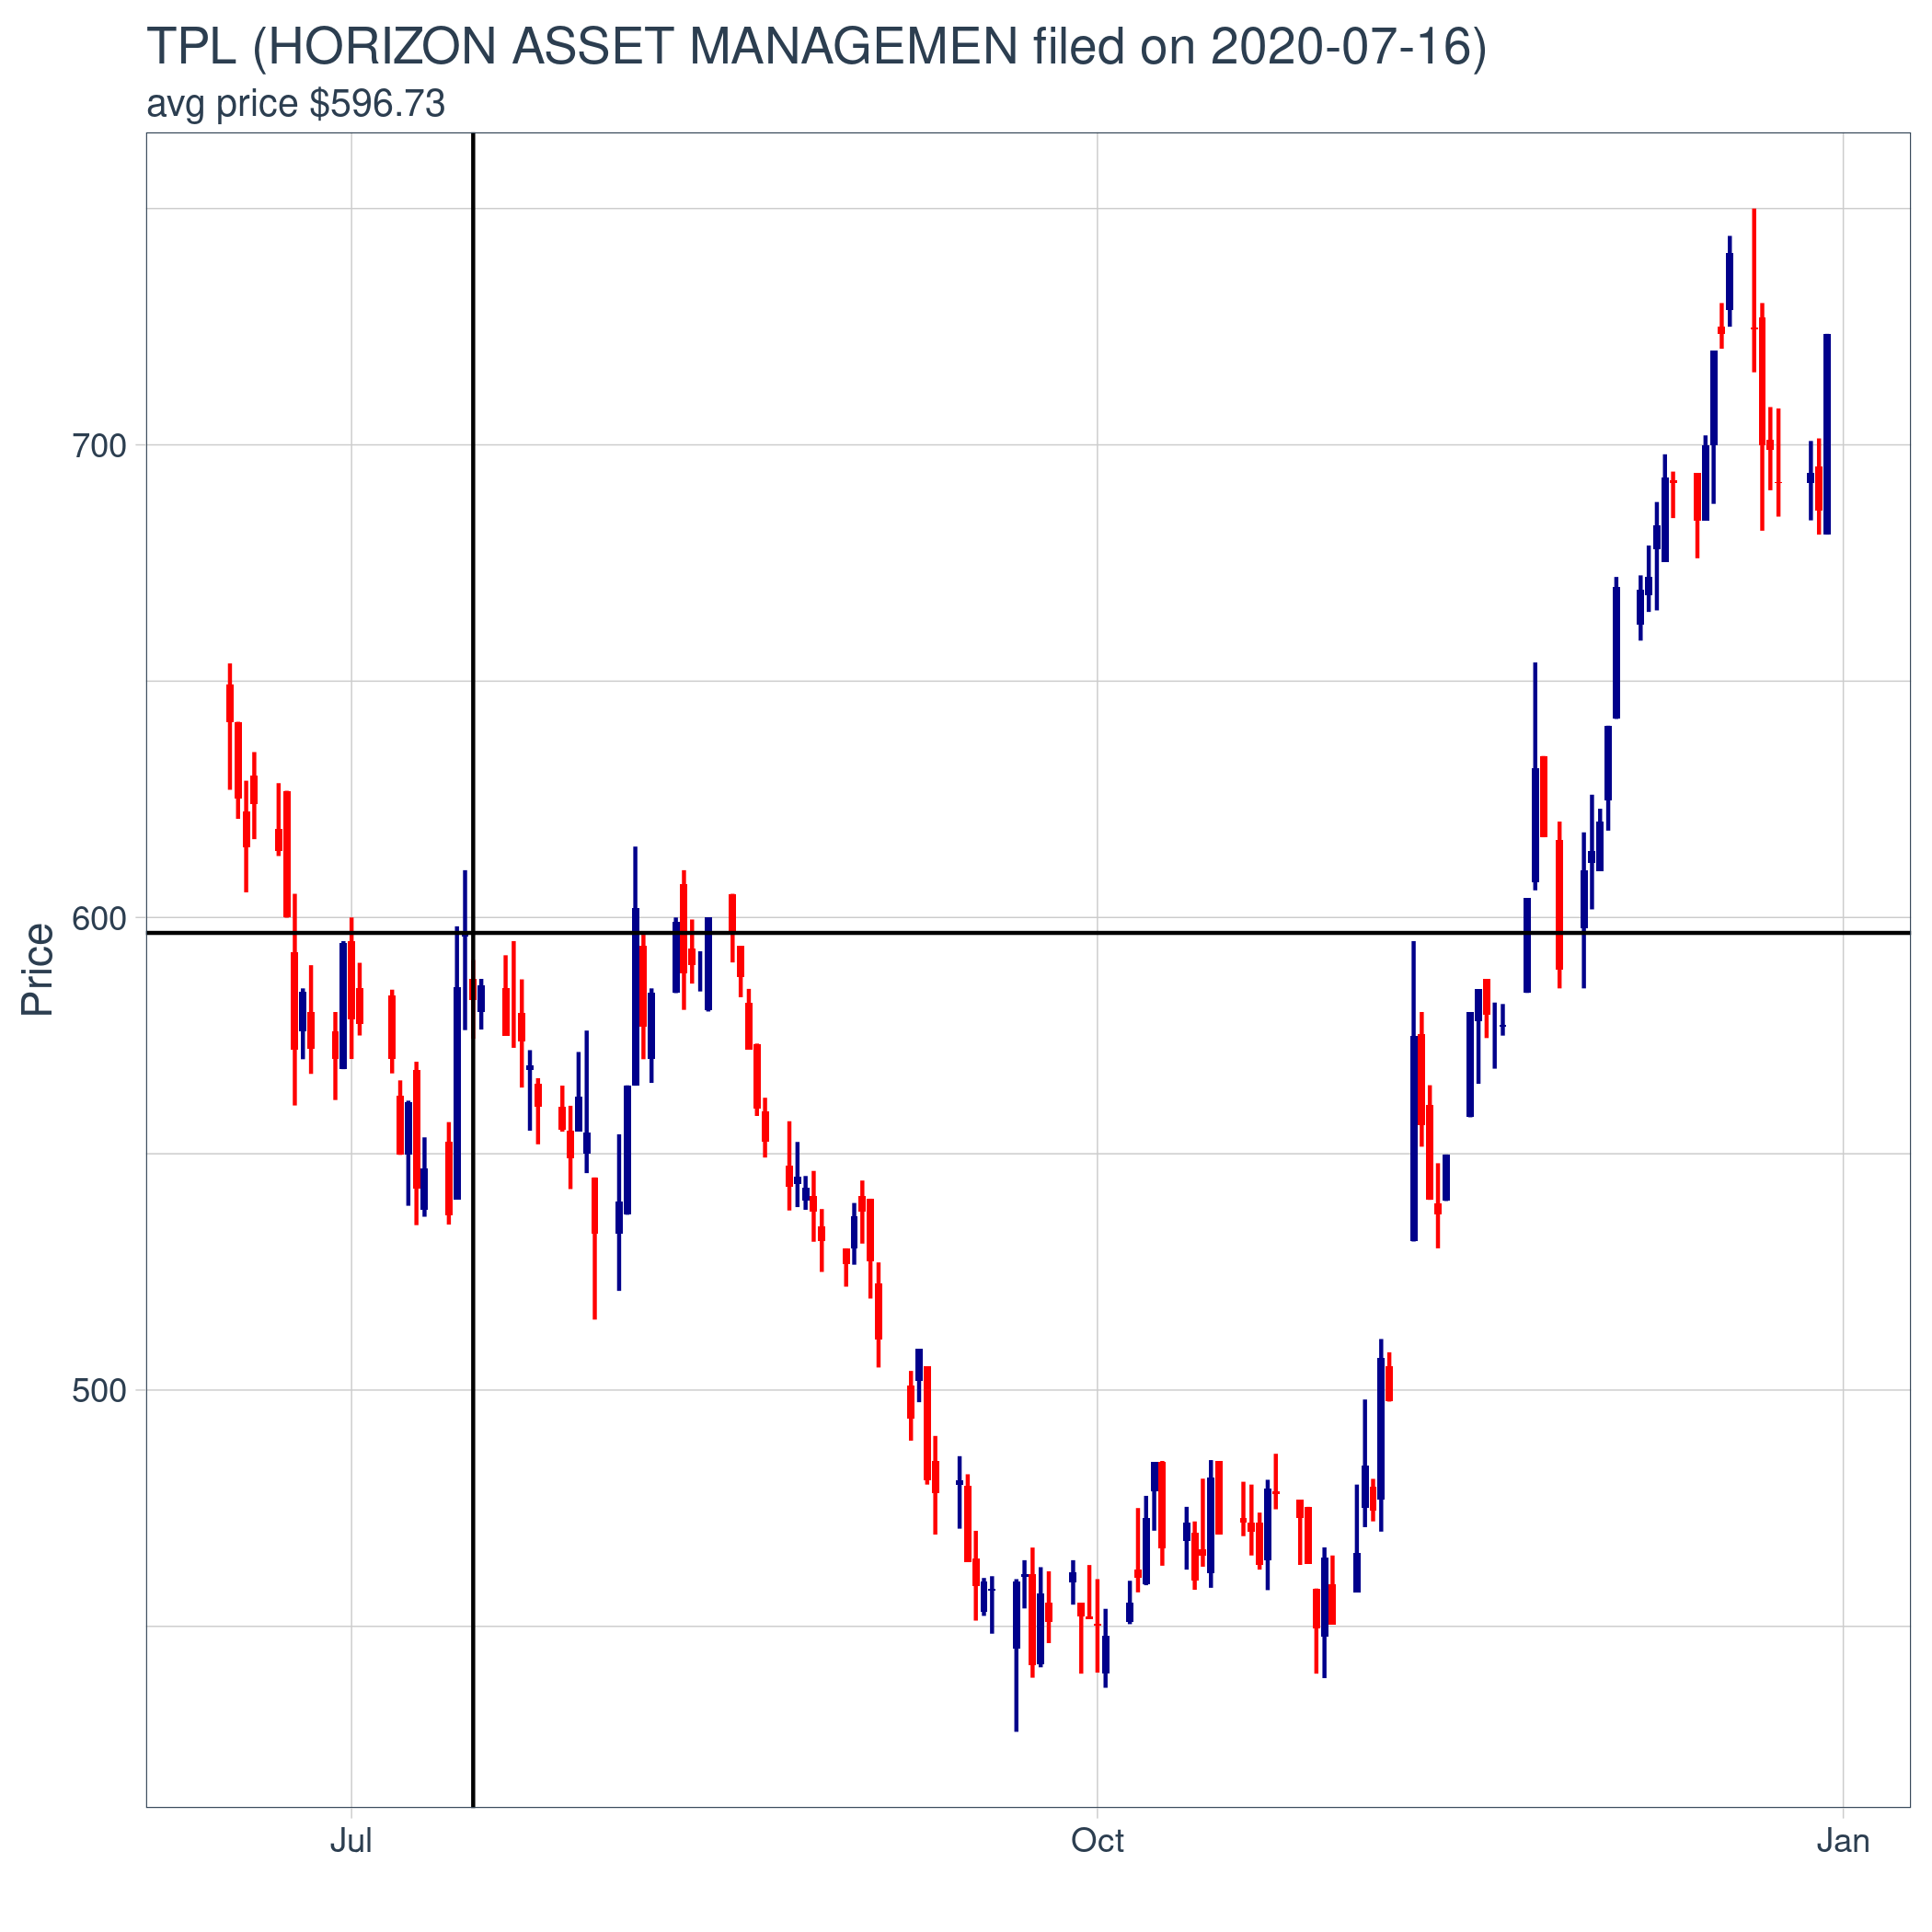 TPL (HORIZON ASSET MANAGEMEN filed on 2020-07-16)
avg price $596.73
700
600
500
Price
Jul
Oct
Jan